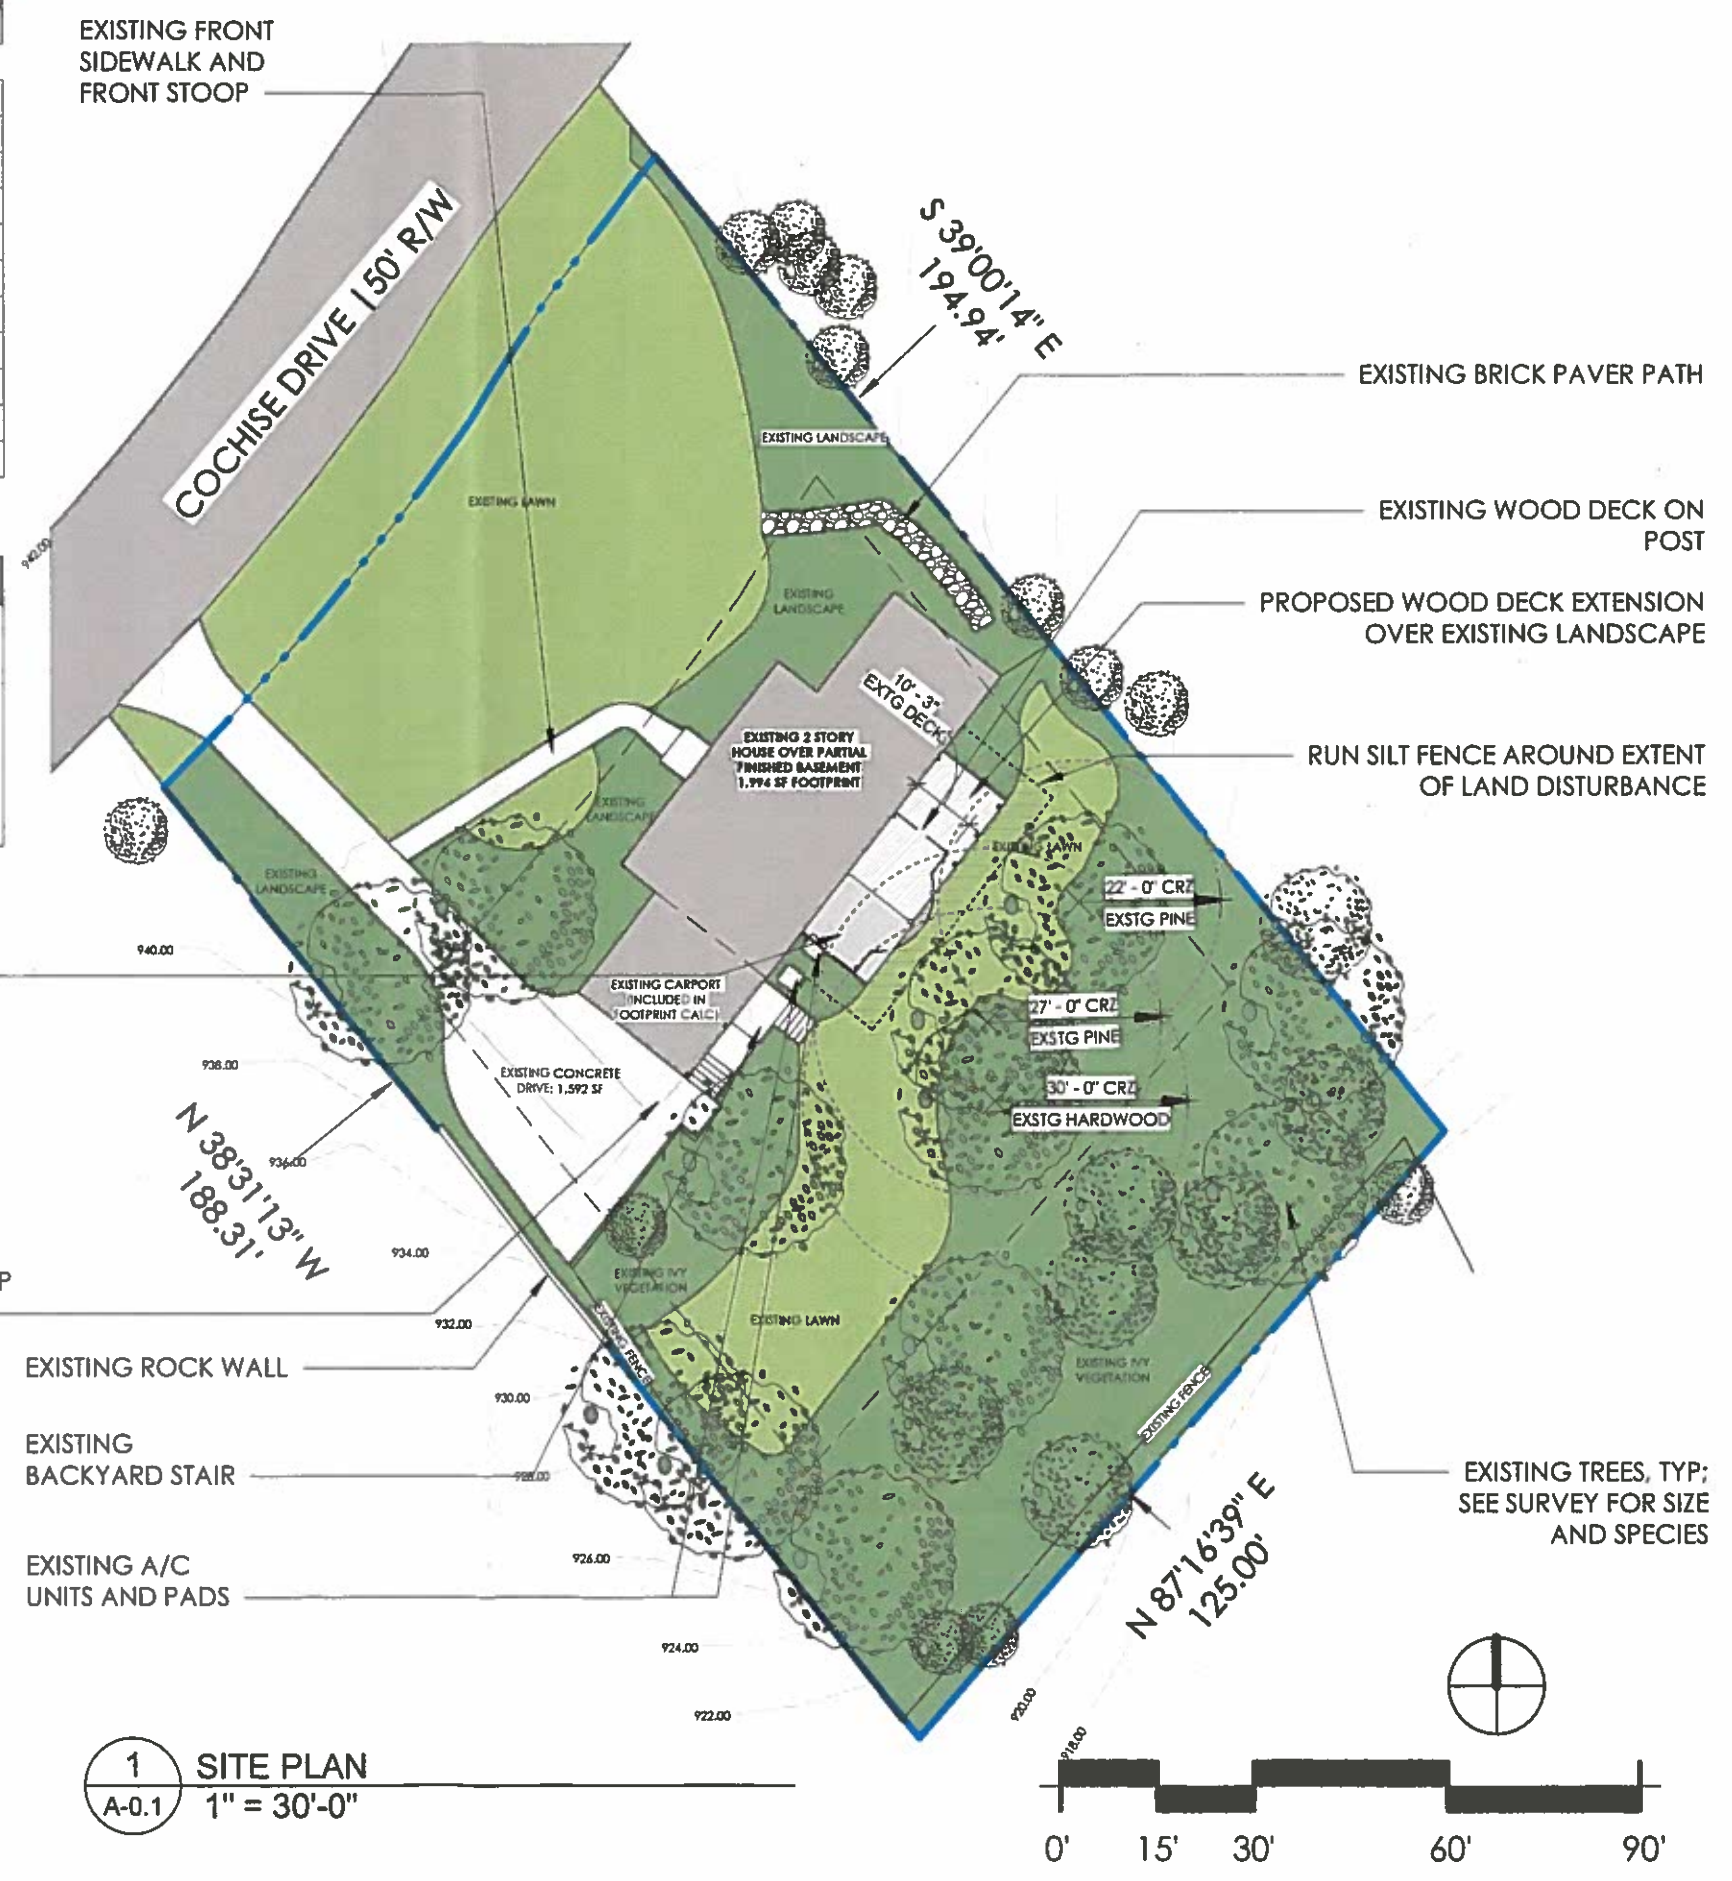 EXISTING FRONT
SIDEWALK AND
FRONT STOOP
COCHISE DRIVE | 50' R/W
S 39'00'14" E
194.94'
EXISTING BRICK PAVER PATH
EXISTING LANDSCAPE
EXISTING LAWN
EXISTING WOOD DECK ON
POST
942.00
EXISTING
LANDSCAPE
PROPOSED WOOD DECK EXTENSION
OVER EXISTING LANDSCAPE
10' - 3"
EXTG DECK
EXISTING 2 STORY
HOUSE OVER PARTIAL
FINISHED BASEMENT
1,994 SF FOOTPRINT
RUN SILT FENCE AROUND EXTENT
OF LAND DISTURBANCE
EXISTING
LANDSCAPE
EXISTING LAWN
EXISTING
LANDSCAPE
22' - 0" CRZ
EXSTG PINE
940.00
EXISTING CARPORT
(INCLUDED IN
FOOTPRINT CALC)
27' - 0" CRZ
EXSTG PINE
938.00
EXISTING CONCRETE
DRIVE: 1,592 SF
30' - 0" CRZ
EXSTG HARDWOOD
N 38'31'13" W
188.31'
936.00
934.00
P
EXISTING IVY
VEGETATION
932.00
EXISTING LAWN
EXISTING FENCE
EXISTING ROCK WALL
EXISTING IVY
VEGETATION
930.00
EXISTING FENCE
EXISTING
BACKYARD STAIR
928.00
EXISTING TREES, TYP;
SEE SURVEY FOR SIZE
AND SPECIES
N 87'16'39" E
125.00'
926.00
EXISTING A/C
UNITS AND PADS
924.00
922.00
920.00
918.00
1
A-0.1
SITE PLAN
1" = 30'-0"
0' 15' 30' 60' 90'